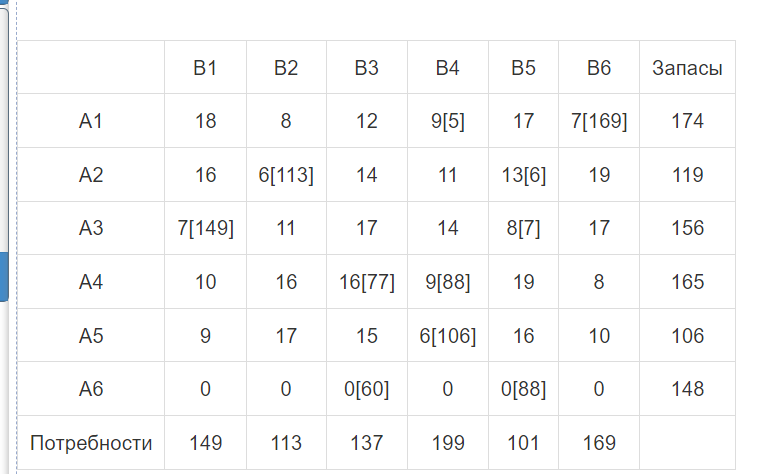 B1 B2 B3 B4 B5 B6 Запасы
A1 18 8 12 9[5] 17 7[169] 174
A2 16 6[113] 14 11 13[6] 19 119
A3 7[149] 11 17 14 8[7] 17 156
A4 10 16 16[77] 9[88] 19 8 165
A5 9 17 15 6[106] 16 10 106
A6 0 0 0[60] 0 0[88] 0 148
Потребности 149 113 137 199 101 169